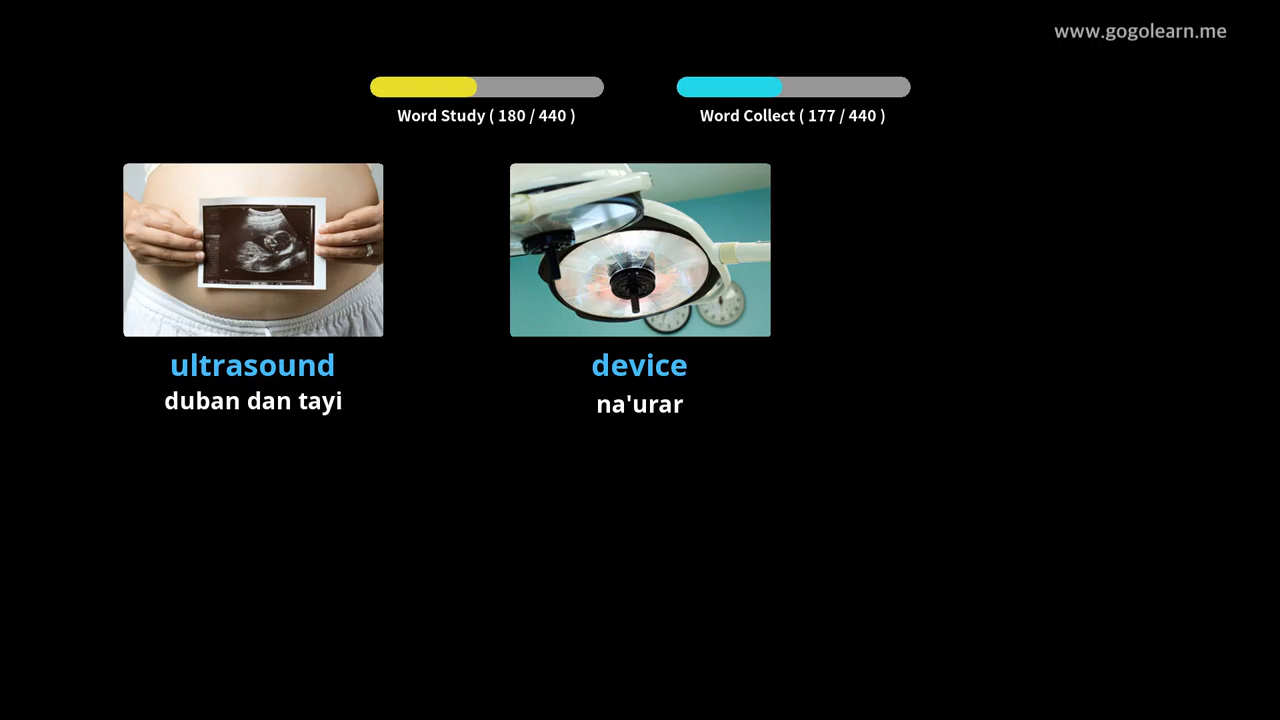 www.gogolearn.me
Word Study ( 180 / 440 )
Word Collect ( 177 / 440 )
ultrasound
duban dan tayi
device
na'urar